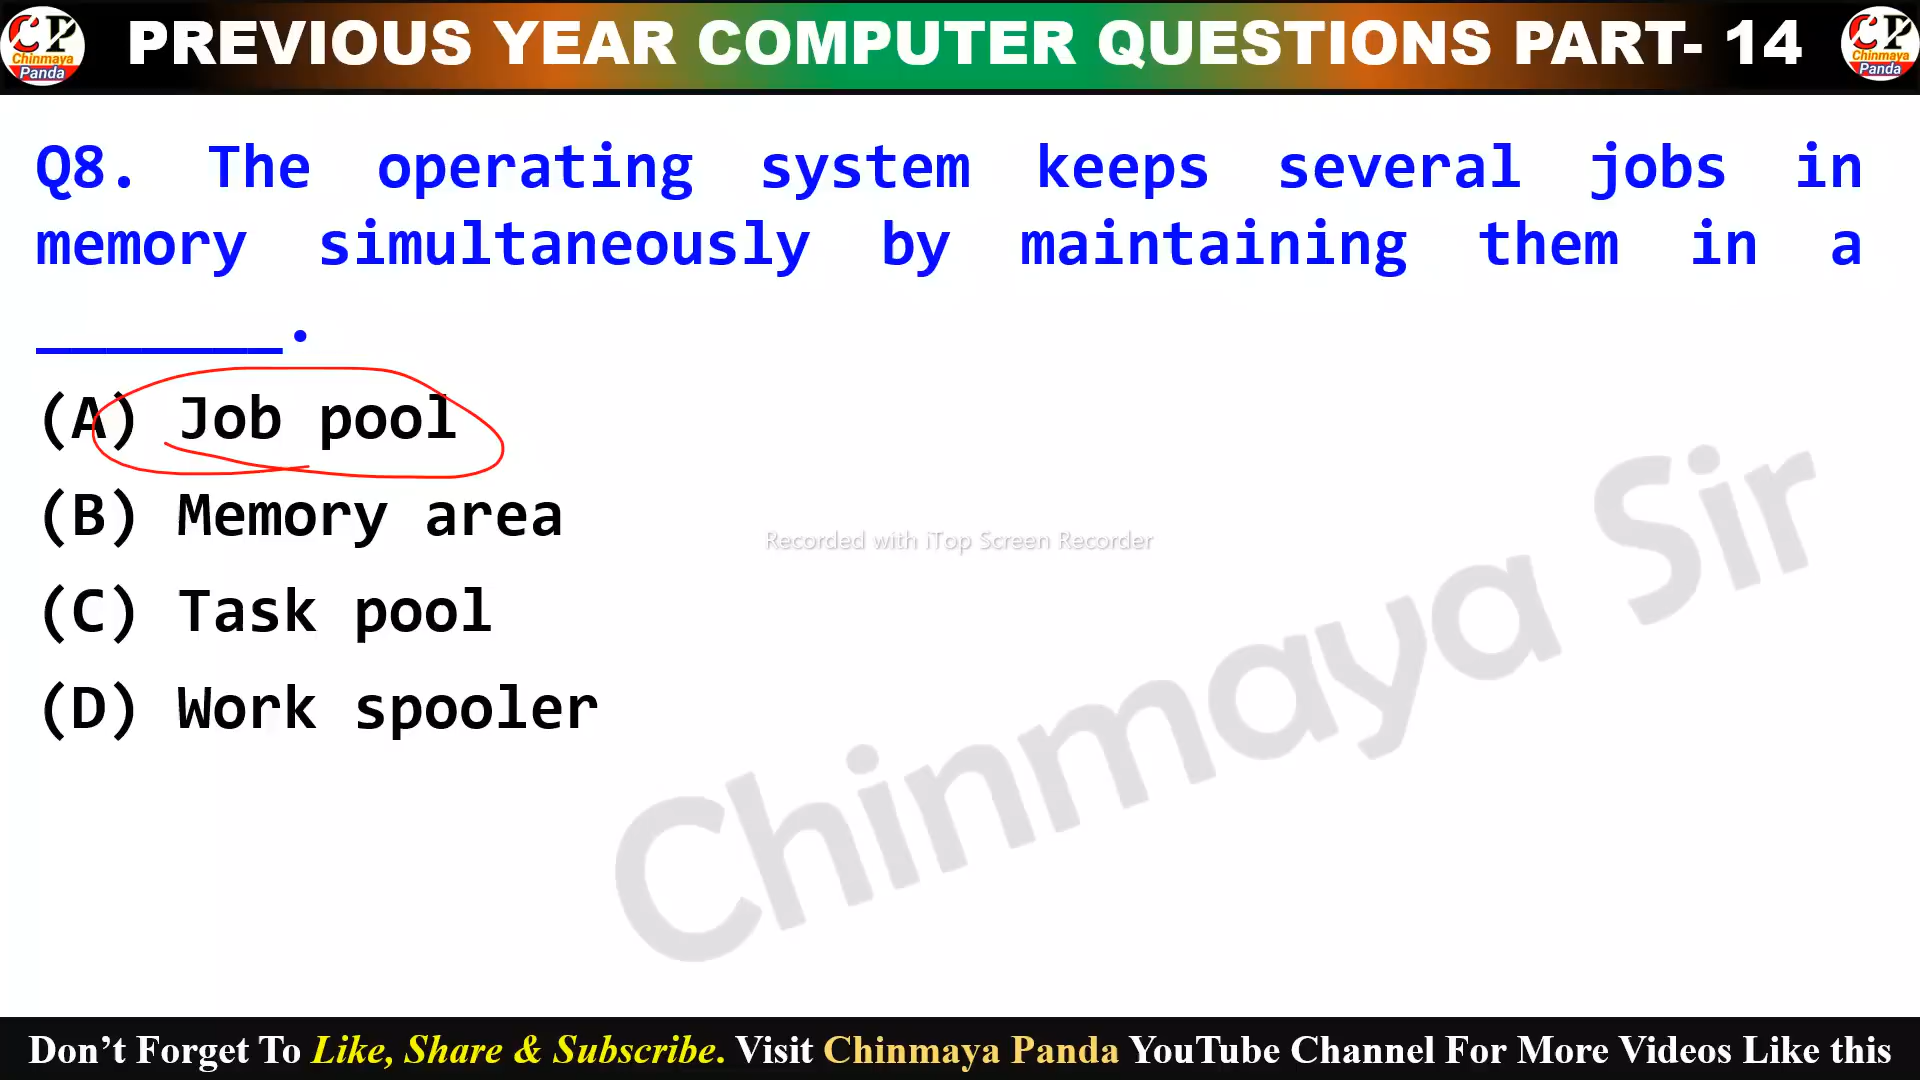 PREVIOUS YEAR COMPUTER QUESTIONS PART- 14
Chinmaya
Panda
Chinmaya
Panda
Q8. The operating system keeps several jobs in
memory simultaneously by maintaining them in a
_______.
(A) Job pool
(B) Memory area
(C) Task pool
(D) Work spooler
Recorded with iTop Screen Recorder
Chinmaya Sir
Don’t Forget To Like, Share & Subscribe. Visit Chinmaya Panda YouTube Channel For More Videos Like this